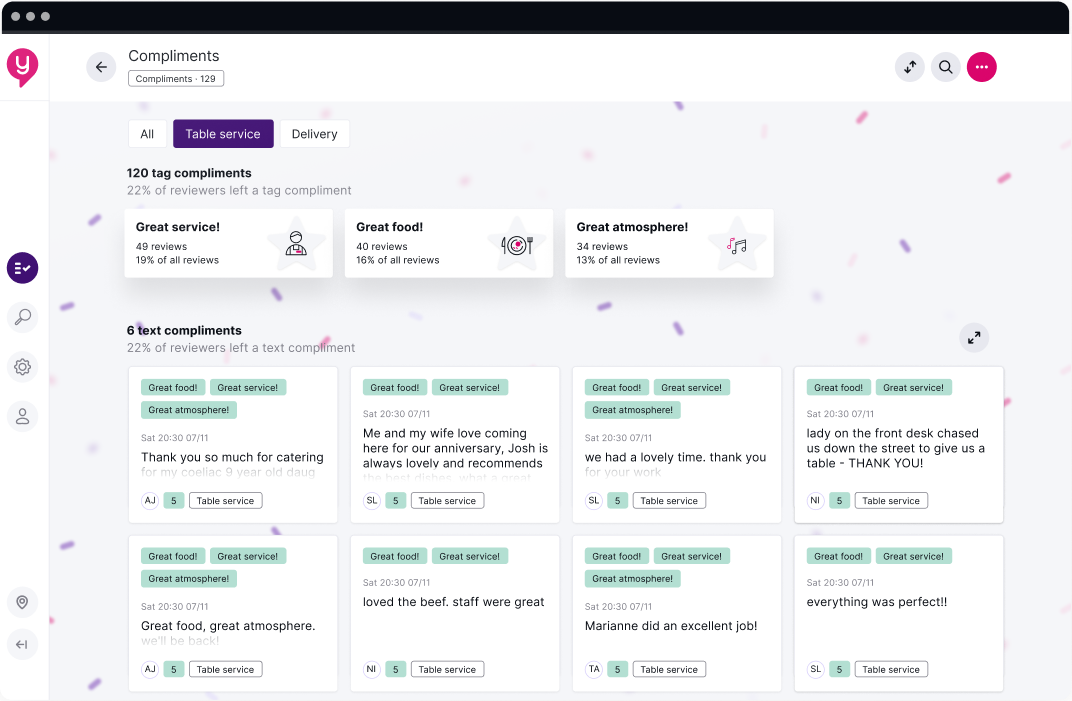 y
Compliments
Compliments · 129
All
Table service
Delivery
120 tag compliments
22% of reviewers left a tag compliment
Great service!
49 reviews
19% of all reviews
Great food!
40 reviews
16% of all reviews
Great atmosphere!
34 reviews
13% of all reviews
6 text compliments
22% of reviewers left a text compliment
Great food! Great service!
Great atmosphere!
Sat 20:30 07/11
Thank you so much for catering
for my coeliac 9 year old daug
AJ 5 Table service
Great food! Great service!
Sat 20:30 07/11
Me and my wife love coming
here for our anniversary, Josh is
always lovely and recommends
the best dishes, what a great
SL 5 Table service
Great food! Great service!
Great atmosphere!
Sat 20:30 07/11
we had a lovely time. thank you
for your work
SL 5 Table service
Great food! Great service!
Sat 20:30 07/11
lady on the front desk chased
us down the street to give us a
table - THANK YOU!
NI 5 Table service
Great food! Great service!
Great atmosphere!
Sat 20:30 07/11
Great food, great atmosphere.
we'll be back!
AJ 5 Table service
Great food! Great service!
Sat 20:30 07/11
loved the beef. staff were great
NI 5 Table service
Great food! Great service!
Great atmosphere!
Sat 20:30 07/11
Marianne did an excellent job!
TA 5 Table service
Great food! Great service!
Sat 20:30 07/11
everything was perfect!!
SL 5 Table service